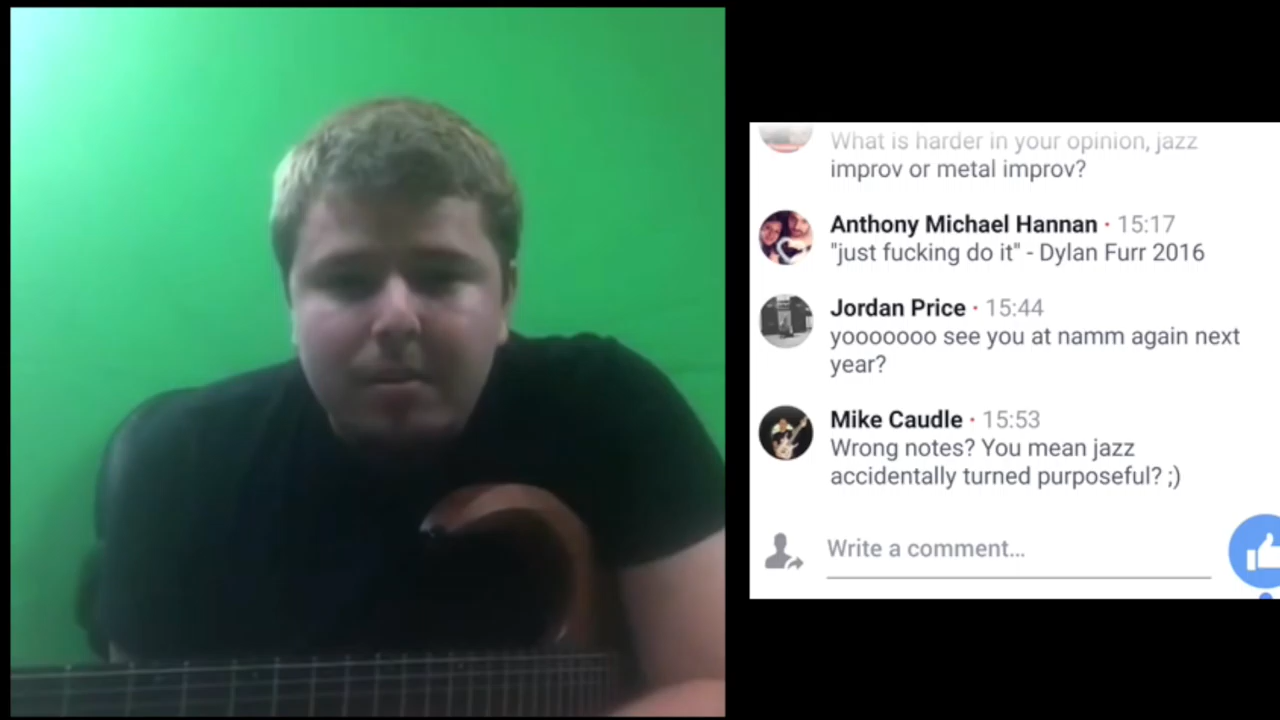 What is harder in your opinion, jazz
improv or metal improv?
Anthony Michael Hannan · 15:17
"just fucking do it" - Dylan Furr 2016
Jordan Price · 15:44
yooooooo see you at namm again next
year?
Mike Caudle · 15:53
Wrong notes? You mean jazz
accidentally turned purposeful? ;)
Write a comment...